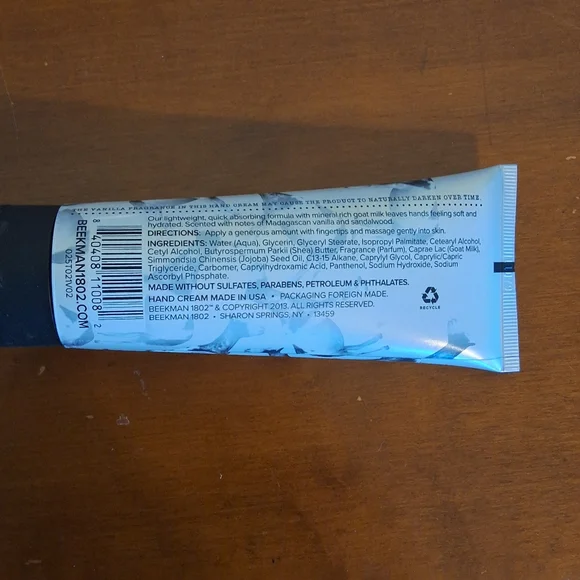 THE VANILLA FRAGRANCE IN THIS HAND CREAM MAY CAUSE THE PRODUCT TO NATURALLY DARKEN OVER TIME.
Our lightweight, quick absorbing formula with mineral rich goat milk leaves hands feeling soft and
hydrated. Scented with notes of Madagascan vanilla and sandalwood.
DIRECTIONS: Apply a generous amount with fingertips and massage gently into skin.
INGREDIENTS: Water (Aqua), Glycerin, Glyceryl Stearate, Isopropyl Palmitate, Cetearyl Alcohol,
Cetyl Alcohol, Butyrospermum Parkii (Shea) Butter, Fragrance (Parfum), Caprae Lac (Goat Milk),
Simmondsia Chinensis (Jojoba) Seed Oil, C13-15 Alkane, Caprylyl Glycol, Caprylic/Capric
Triglyceride, Carbomer, Caprylhydroxamic Acid, Panthenol, Sodium Hydroxide, Sodium
Ascorbyl Phosphate.
MADE WITHOUT SULFATES, PARABENS, PETROLEUM & PHTHALATES.
HAND CREAM MADE IN USA • PACKAGING FOREIGN MADE.
BEEKMAN 1802™ & COPYRIGHT 2013. ALL RIGHTS RESERVED.
BEEKMAN 1802 • SHARON SPRINGS, NY • 13459
RECYCLE
8 40408 11008 2
BEEKMAN1802.COM
025T021V02